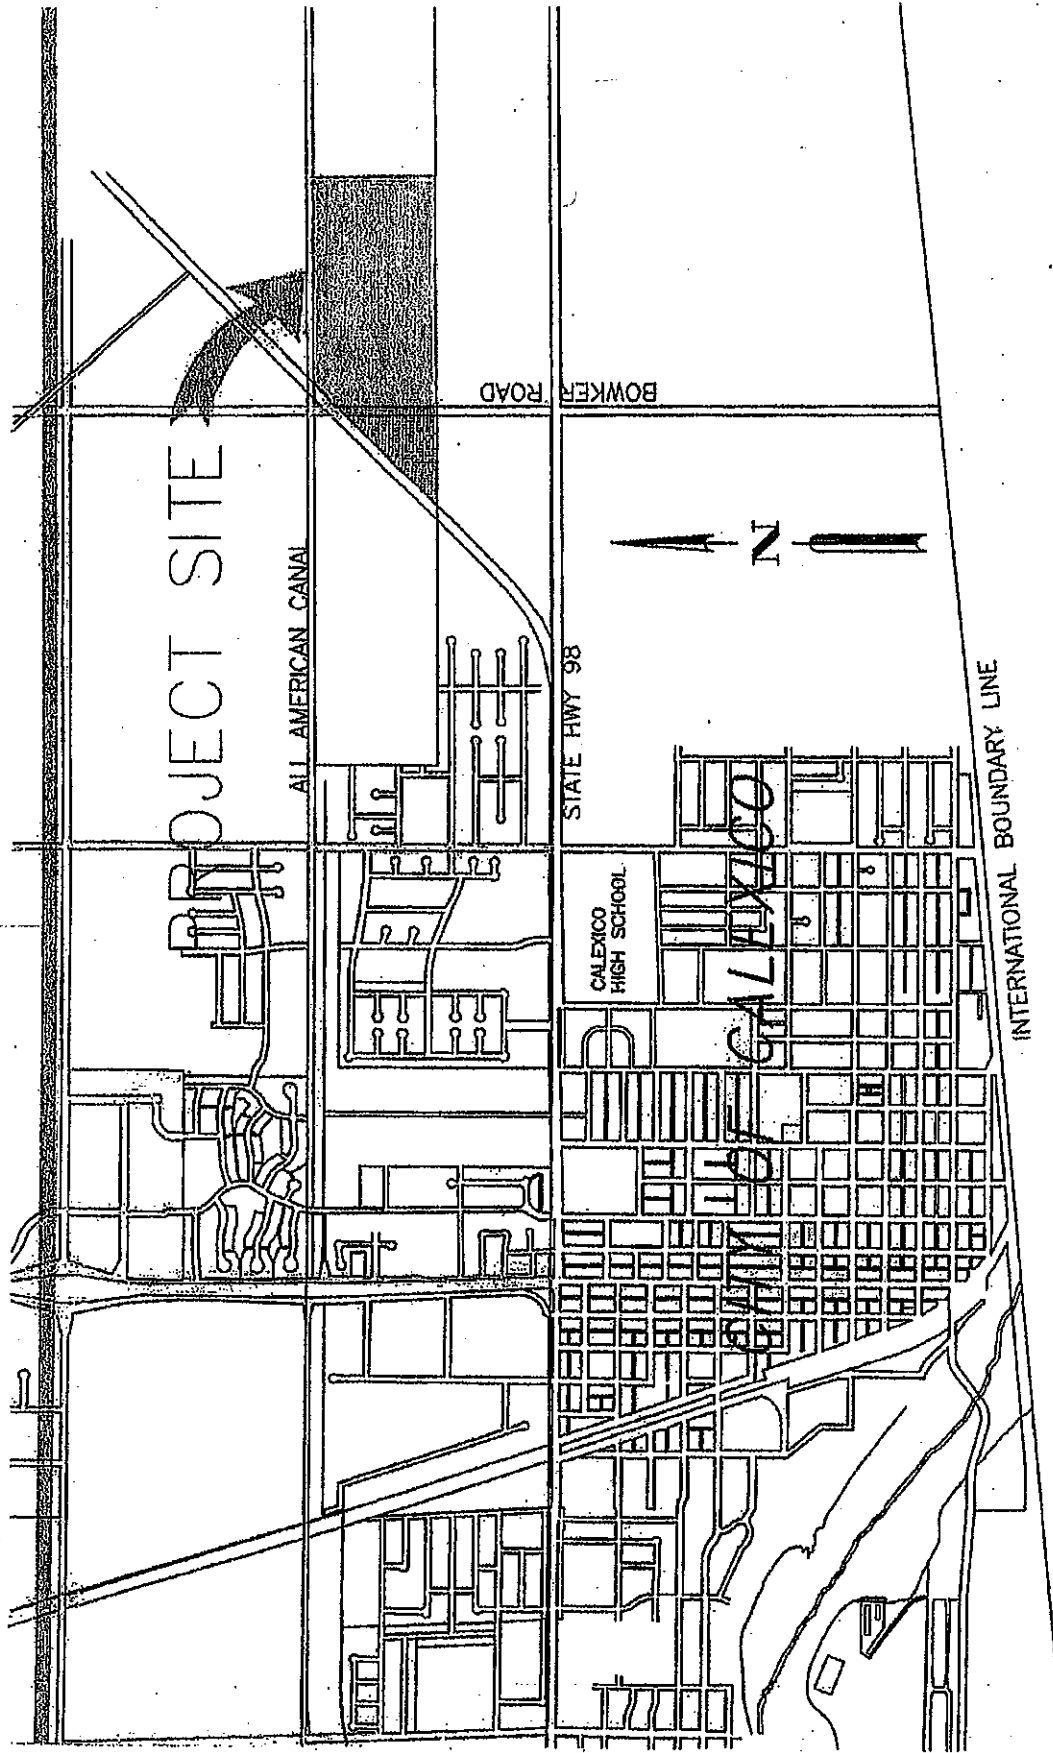 PROJECT SITE
ALL AMERICAN CANAL
BOWKER ROAD
STATE HWY 98
N
CALEXICO
HIGH SCHOOL
CITY OF CALEXICO
INTERNATIONAL BOUNDARY LINE